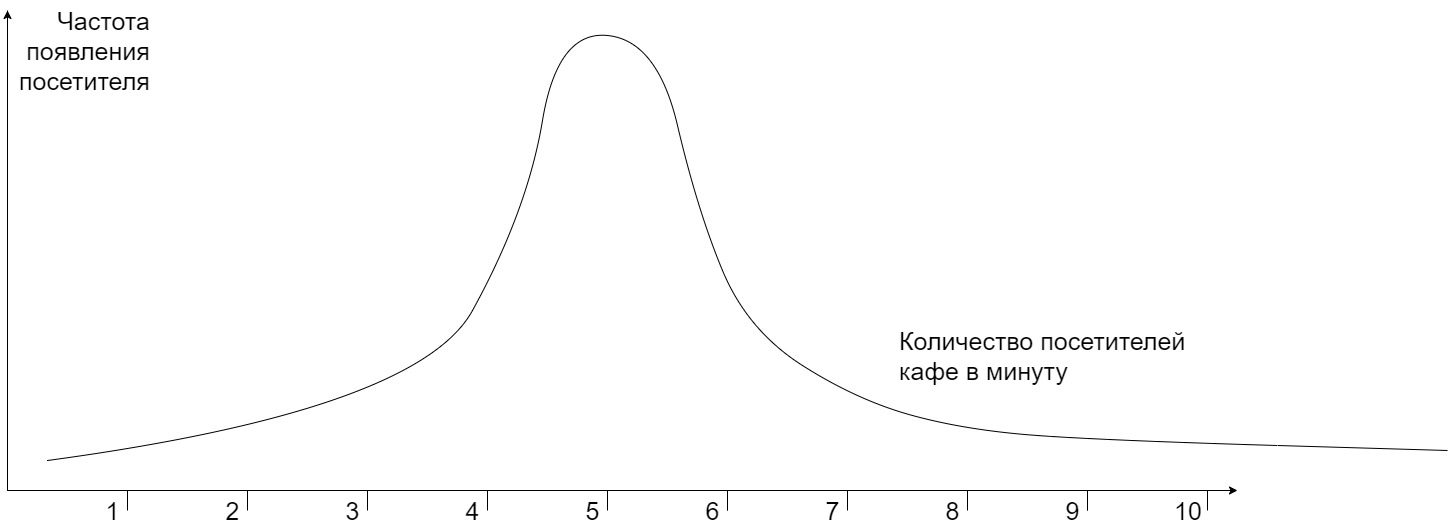 Частота
появления
посетителя
Количество посетителей
кафе в минуту
1 2 3 4 5 6 7 8 9 10